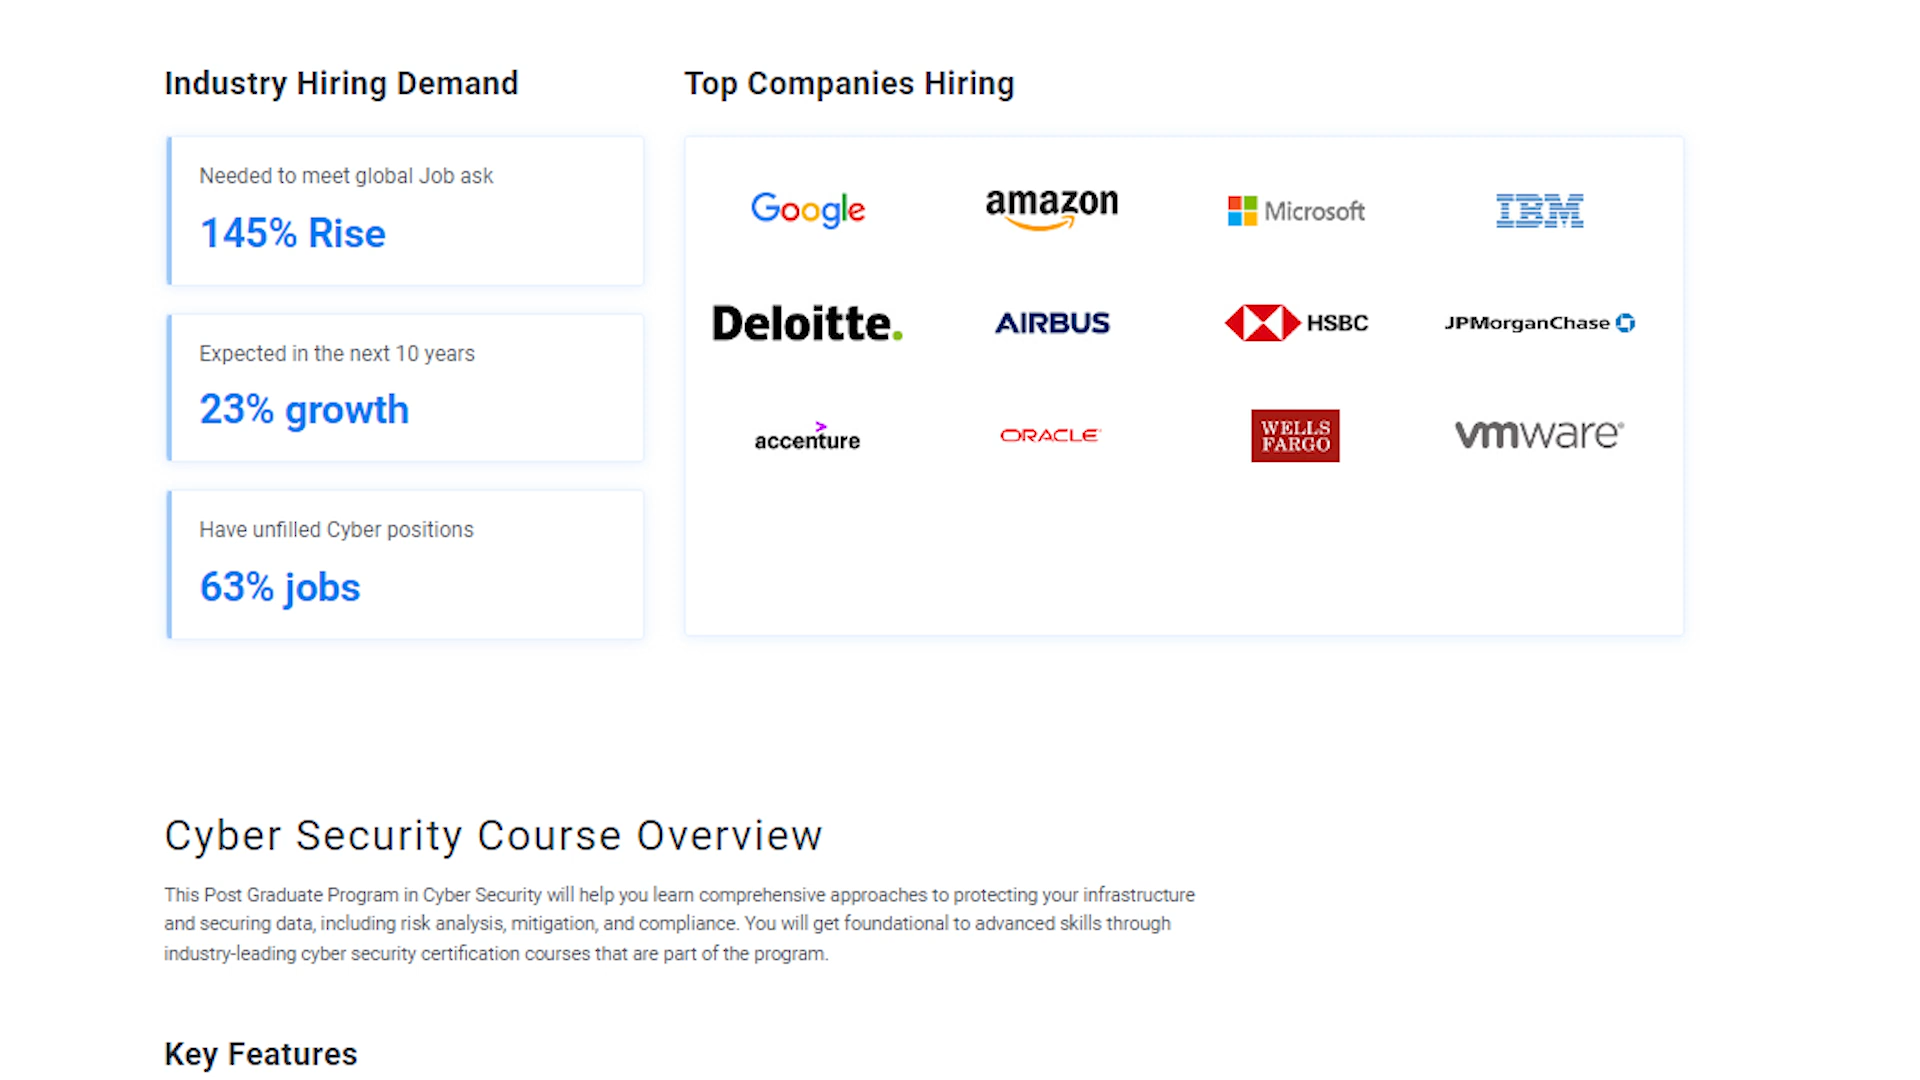 Industry Hiring Demand
Needed to meet global Job ask
145% Rise
Expected in the next 10 years
23% growth
Have unfilled Cyber positions
63% jobs
Top Companies Hiring
Google amazon Microsoft IBM
Deloitte. AIRBUS HSBC JPMorganChase
accenture ORACLE WELLS FARGO vmware®
Cyber Security Course Overview
This Post Graduate Program in Cyber Security will help you learn comprehensive approaches to protecting your infrastructure
and securing data, including risk analysis, mitigation, and compliance. You will get foundational to advanced skills through
industry-leading cyber security certification courses that are part of the program.
Key Features